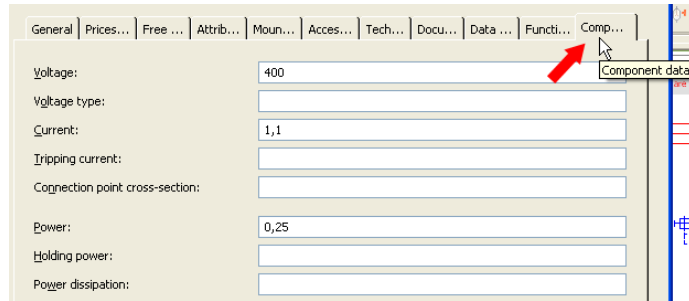 General Prices... Free ... Attrib... Moun... Acces... Tech... Docu... Data ... Functi... Comp...
Component data
Voltage: 400
Voltage type:
Current: 1,1
Tripping current:
Connection point cross-section:
Power: 0,25
Holding power:
Power dissipation: